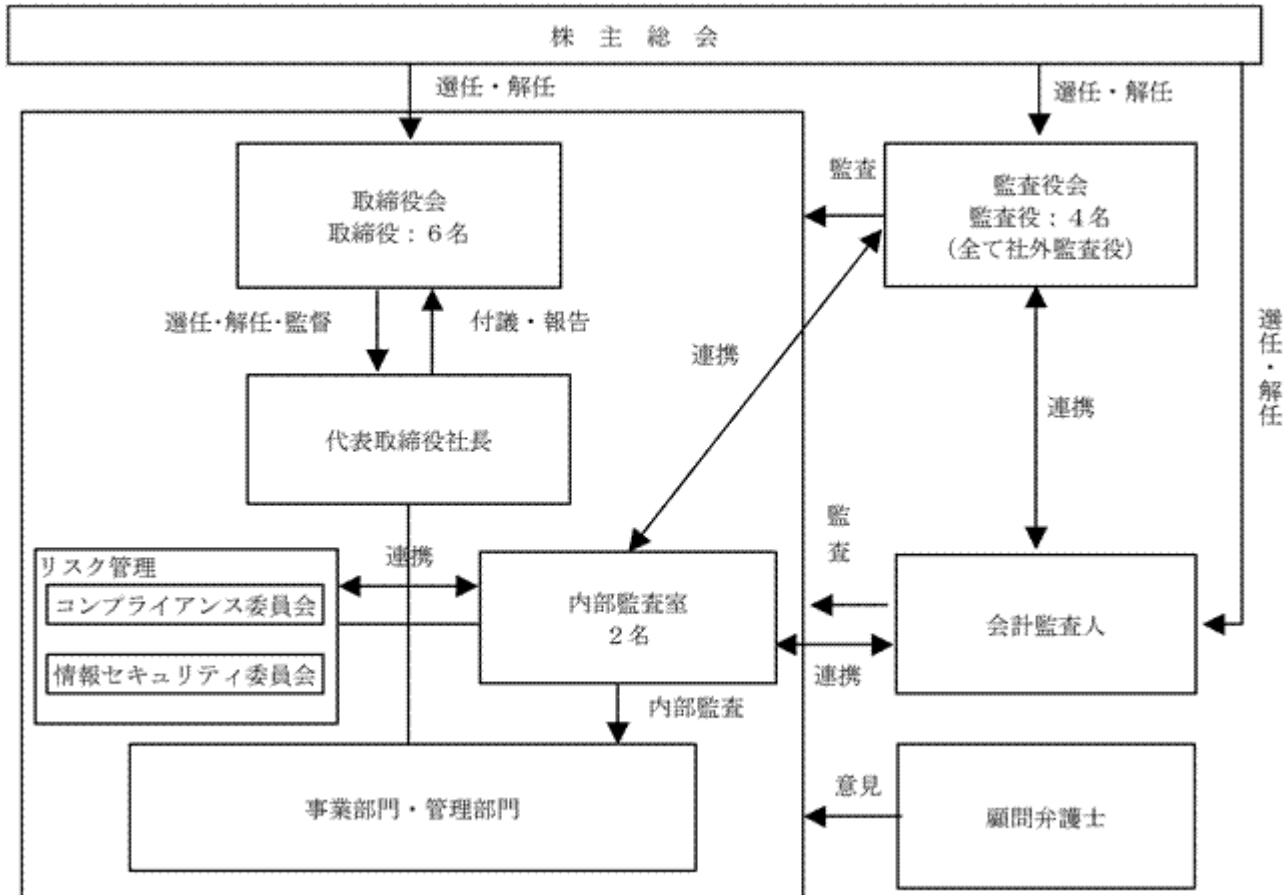 株主総会
選任・解任
選任・解任
取締役会
取締役：６名
監査
監査役会
監査役：４名
（全て社外監査役）
選任・解任・監督
付議・報告
連携
選任・解任
代表取締役社長
連携
リスク管理
コンプライアンス委員会
情報セキュリティ委員会
連携
内部監査室
２名
監査
連携
会計監査人
内部監査
事業部門・管理部門
意見
顧問弁護士